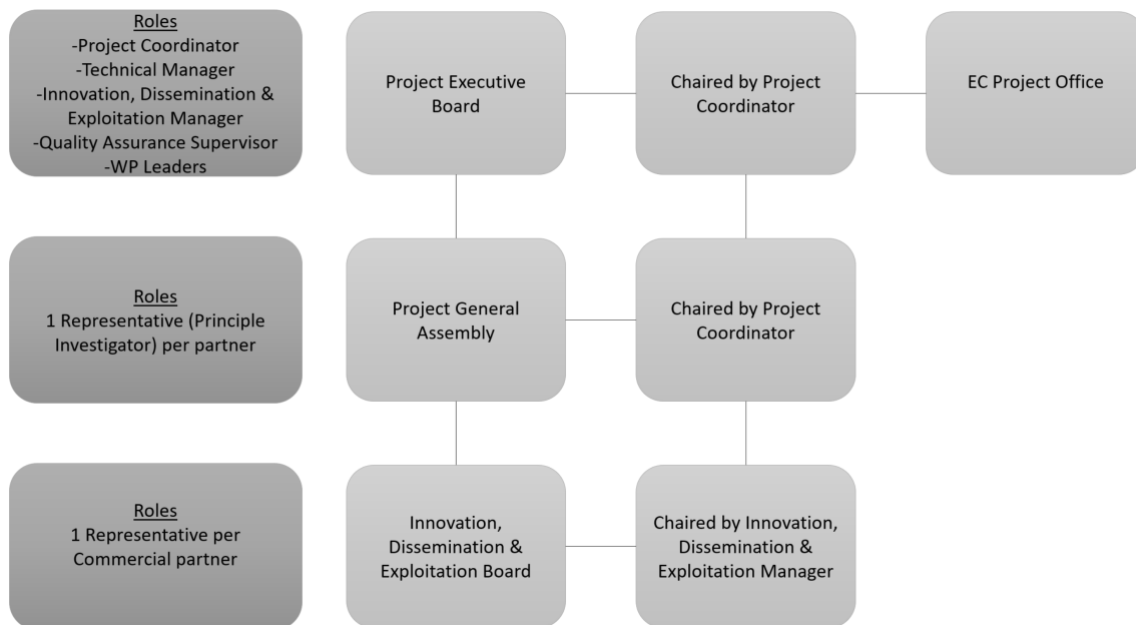 Roles
-Project Coordinator
-Technical Manager
-Innovation, Dissemination &
Exploitation Manager
-Quality Assurance Supervisor
-WP Leaders
Project Executive
Board
Chaired by Project
Coordinator
EC Project Office
Roles
1 Representative (Principle
Investigator) per partner
Project General
Assembly
Chaired by Project
Coordinator
Roles
1 Representative per
Commercial partner
Innovation,
Dissemination &
Exploitation Board
Chaired by Innovation,
Dissemination &
Exploitation Manager